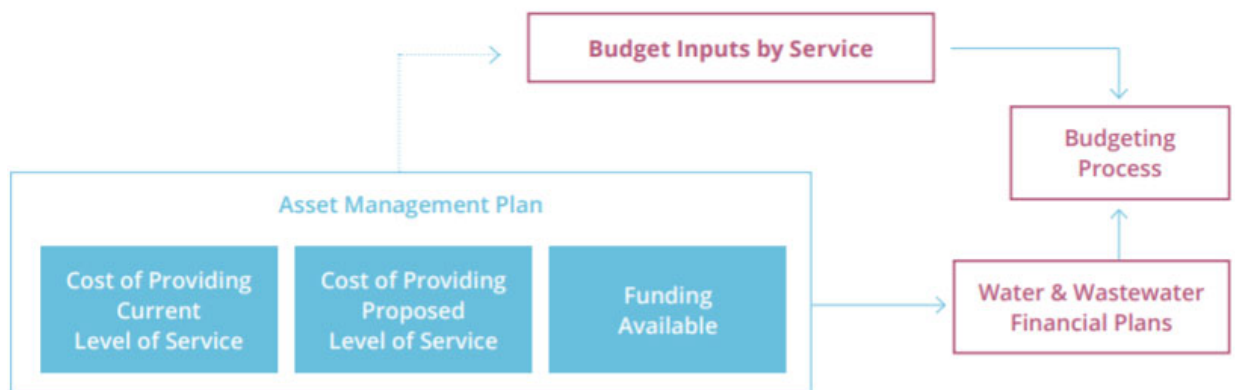 Budget Inputs by Service
Budgeting
Process
Asset Management Plan
Cost of Providing
Current
Level of Service
Cost of Providing
Proposed
Level of Service
Funding
Available
Water & Wastewater
Financial Plans